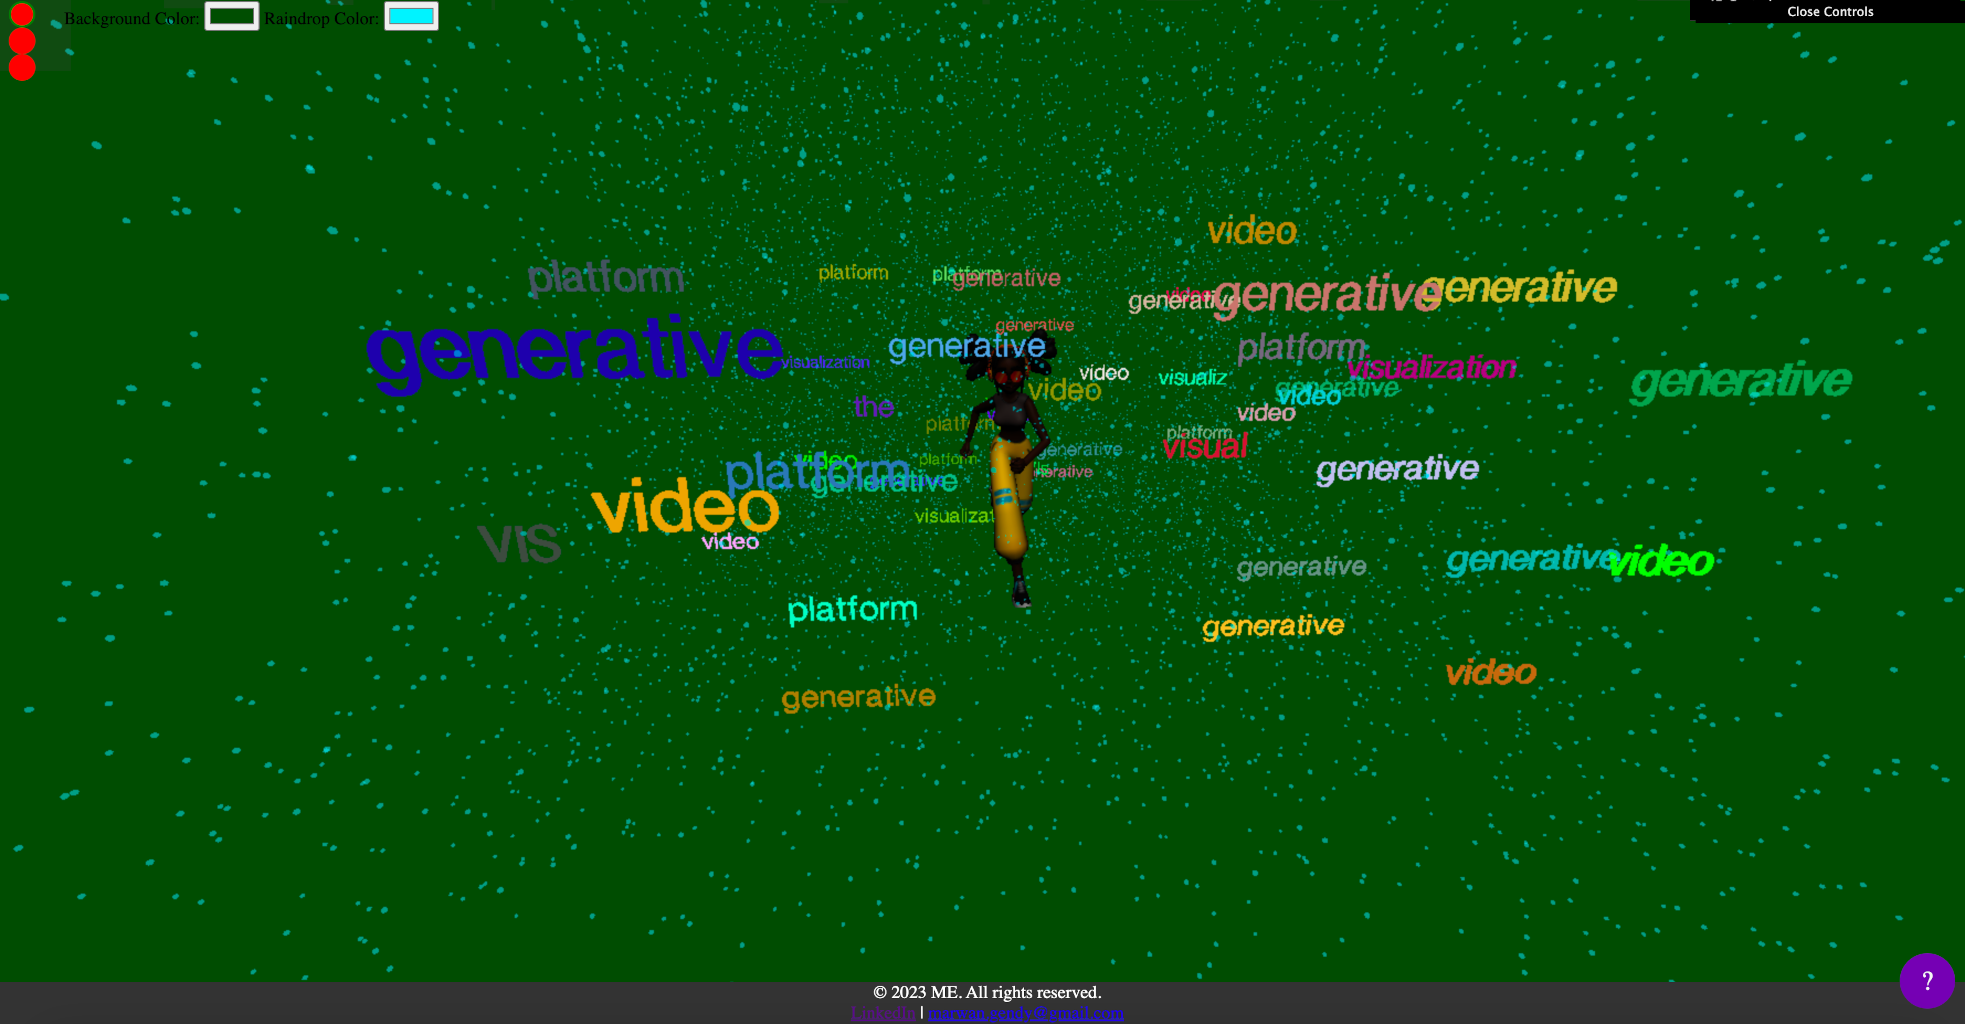 Background Color: Raindrop Color:
Close Controls
video
platform
platform
platform
generative
generative
generative
video
generative
generative
generative
generative
generative
platform
visualization
visualization
video
visualiz
generative
generative
video
video
the
video
platform
platform
visual
generative
video
platform
platform
generative
generative
video
visualizat
VIS
video
generative
generative
video
platform
generative
video
generative
© 2023 ME. All rights reserved.
LinkedIn | marwan.gendy@gmail.com
?